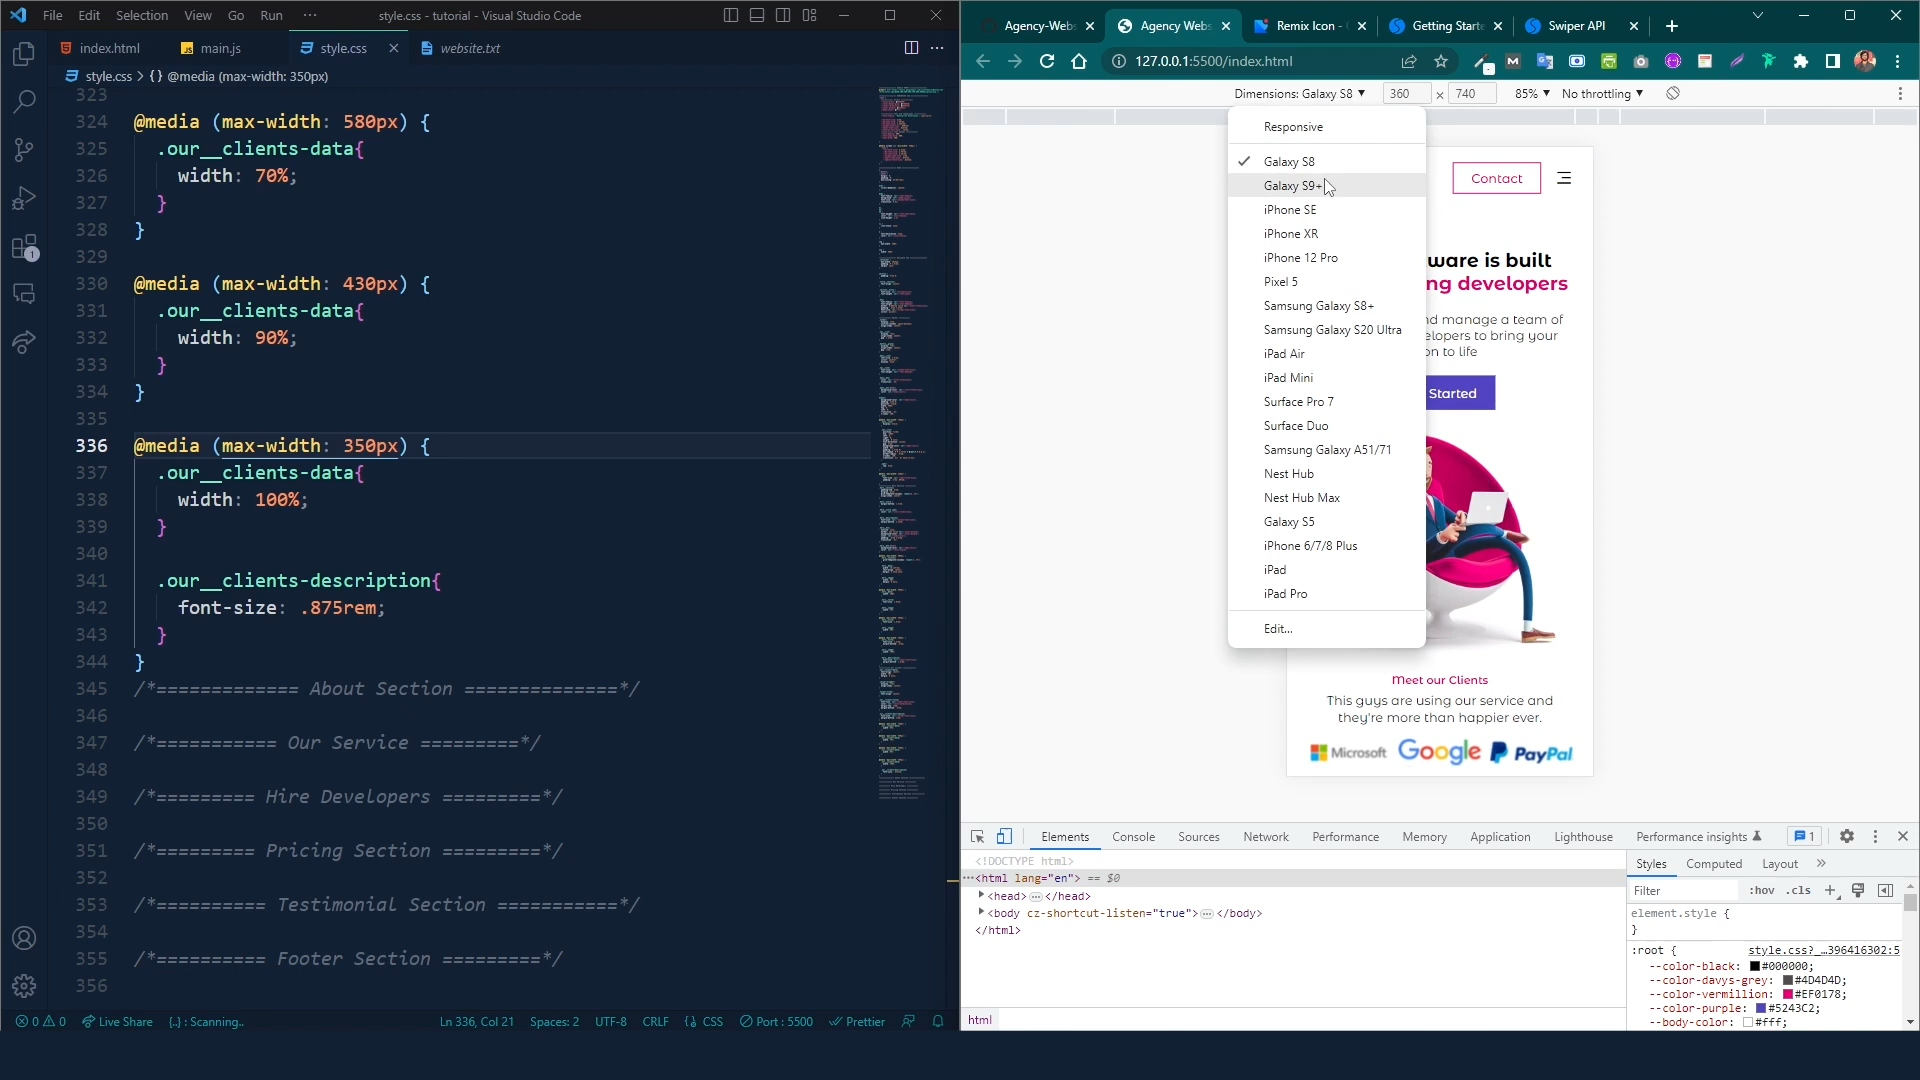 File Edit Selection View Go Run ··· style.css - tutorial - Visual Studio Code
index.html main.js style.css website.txt
style.css > {} @media (max-width: 350px)
323
324 @media (max-width: 580px) {
325 .our__clients-data{
326 width: 70%;
327 }
328 }
329
330 @media (max-width: 430px) {
331 .our__clients-data{
332 width: 90%;
333 }
334 }
335
336 @media (max-width: 350px) {
337 .our__clients-data{
338 width: 100%;
339 }
340
341 .our__clients-description{
342 font-size: .875rem;
343 }
344 }
345 /*============= About Section ==============*/
346
347 /*=========== Our Service =========*/
348
349 /*========= Hire Developers =========*/
350
351 /*========= Pricing Section =========*/
352
353 /*========== Testimonial Section ===========*/
354
355 /*========== Footer Section =========*/
356
1
0 0 Live Share {..} : Scanning.. Ln 336, Col 21 Spaces: 2 UTF-8 CRLF {} CSS Port : 5500 Prettier
Agency-Webs Agency Webs Remix Icon - Getting Starte Swiper API
127.0.0.1:5500/index.html
Dimensions: Galaxy S8 360 × 740 85% No throttling
Responsive
Galaxy S8
Galaxy S9+
iPhone SE
iPhone XR
iPhone 12 Pro
Pixel 5
Samsung Galaxy S8+
Samsung Galaxy S20 Ultra
iPad Air
iPad Mini
Surface Pro 7
Surface Duo
Samsung Galaxy A51/71
Nest Hub
Nest Hub Max
Galaxy S5
iPhone 6/7/8 Plus
iPad
iPad Pro
Edit...
Contact
ware is built
ng developers
nd manage a team of
elopers to bring your
on to life
Started
Meet our Clients
This guys are using our service and
they're more than happier ever.
Microsoft Google PayPal
Elements Console Sources Network Performance Memory Application Lighthouse Performance insights 1
<!DOCTYPE html>
···<html lang="en"> == $0
<head>…</head>
<body cz-shortcut-listen="true">…</body>
</html>
html
Styles Computed Layout »
Filter :hov .cls +
element.style {
}
:root { style.css?_…396416302:5
--color-black: #000000;
--color-davys-grey: #4D4D4D;
--color-vermillion: #EF0178;
--color-purple: #5243C2;
--body-color: #fff;